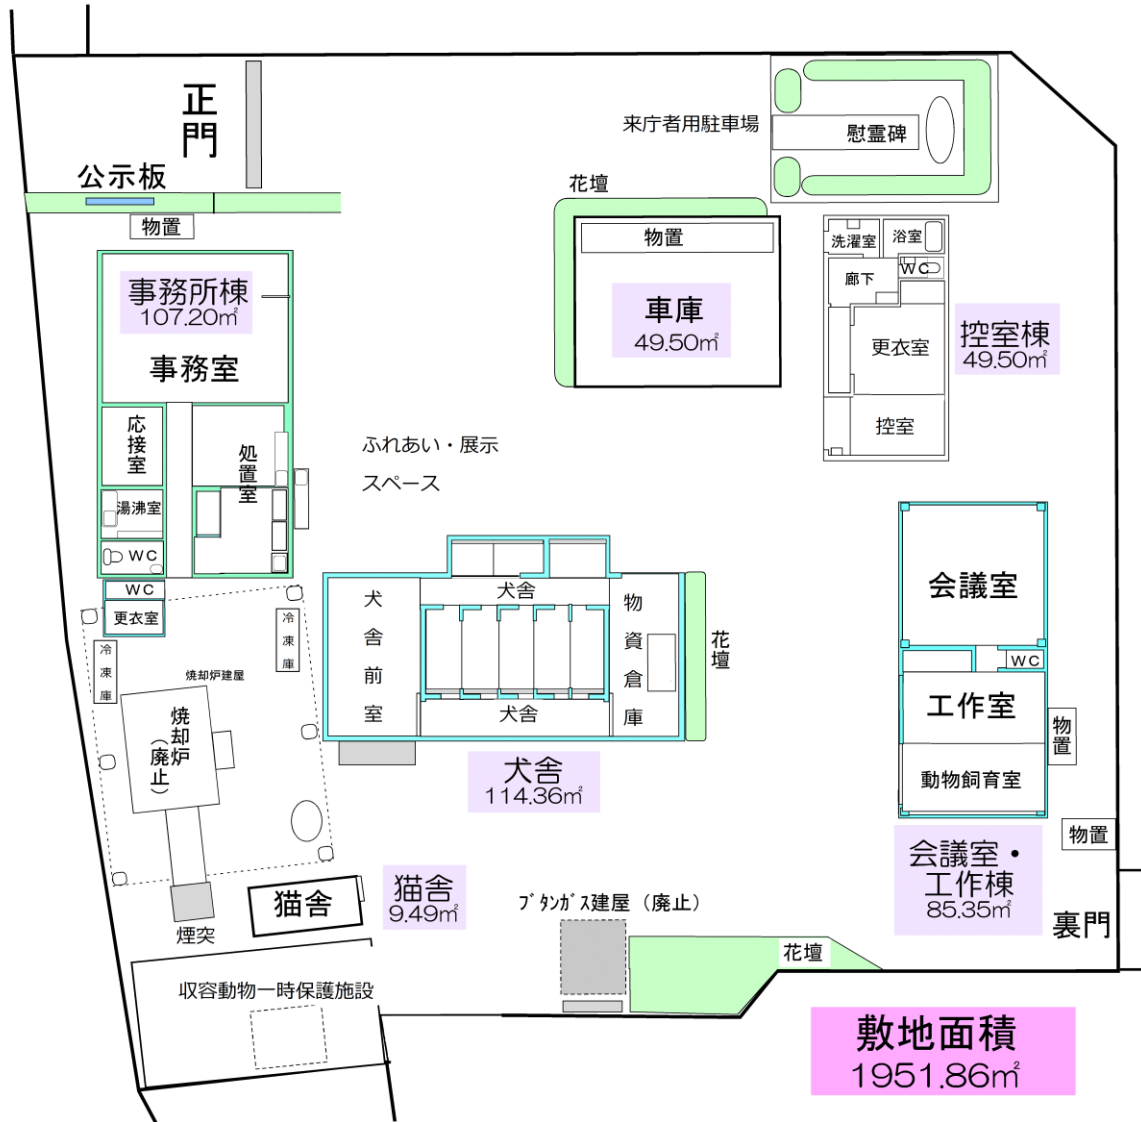 正門
公示板
物置
事務所棟
107.20㎡
事務室
応接室
処置室
湯沸室
WC
WC
更衣室
冷凍庫
冷凍庫
焼却炉建屋
焼却炉
（廃止）
煙突
猫舎
猫舎
9.49㎡
収容動物一時保護施設
来庁者用駐車場
慰霊碑
花壇
物置
車庫
49.50㎡
洗濯室
浴室
廊下
WC
更衣室
控室
控室棟
49.50㎡
ふれあい・展示
スペース
犬舎前室
犬舎
犬舎
物資倉庫
花壇
犬舎
114.36㎡
会議室
WC
工作室
動物飼育室
物置
物置
会議室・
工作棟
85.35㎡
裏門
ﾌﾞﾀﾝｶﾞｽ建屋（廃止）
花壇
敷地面積
1951.86㎡